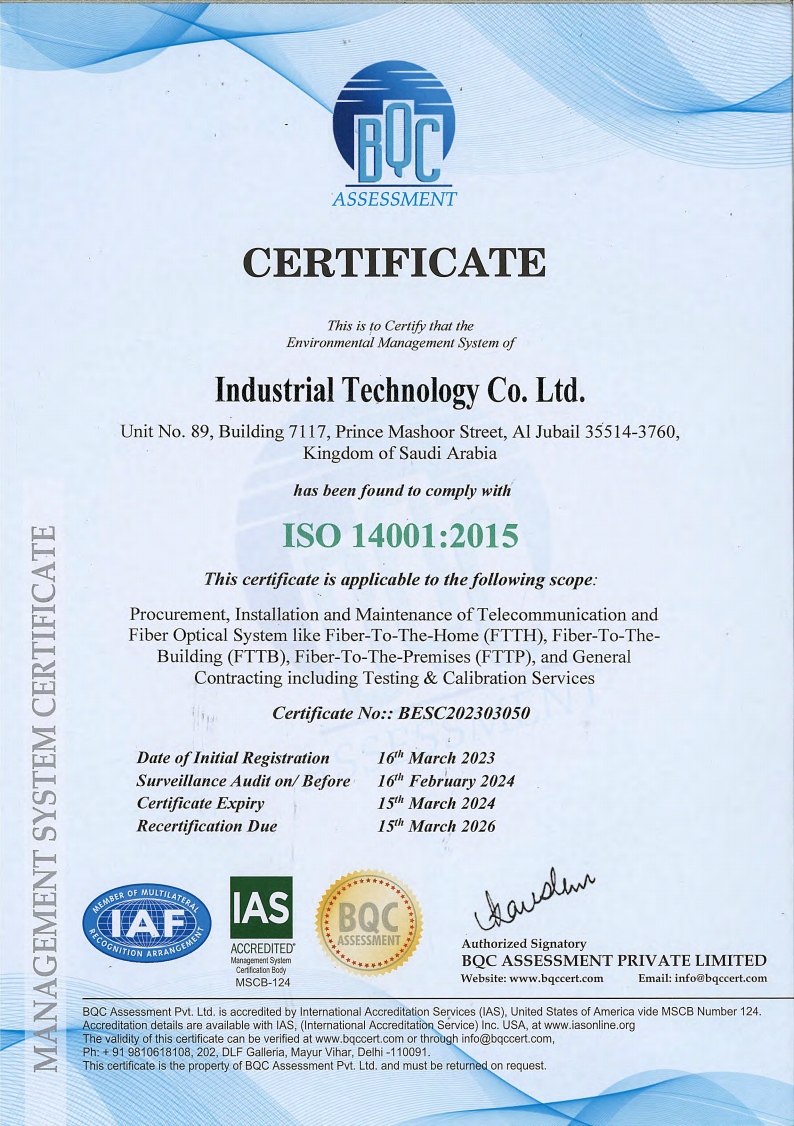 BQC
ASSESSMENT
CERTIFICATE
This is to Certify that the
Environmental Management System of
Industrial Technology Co. Ltd.
Unit No. 89, Building 7117, Prince Mashoor Street, Al Jubail 35514-3760,
Kingdom of Saudi Arabia
has been found to comply with
ISO 14001:2015
This certificate is applicable to the following scope:
Procurement, Installation and Maintenance of Telecommunication and
Fiber Optical System like Fiber-To-The-Home (FTTH), Fiber-To-The-
Building (FTTB), Fiber-To-The-Premises (FTTP), and General
Contracting including Testing & Calibration Services
Certificate No:: BESC202303050
Date of Initial Registration 16th March 2023
Surveillance Audit on/ Before 16th February 2024
Certificate Expiry 15th March 2024
Recertification Due 15th March 2026
MANAGEMENT SYSTEM CERTIFICATE
MEMBER OF MULTILATERAL
IAF
RECOGNITION ARRANGEMENT
IAS
ACCREDITED
Management System
Certification Body
MSCB-124
BQC
ASSESSMENT
Authorized Signatory
BQC ASSESSMENT PRIVATE LIMITED
Website: www.bqccert.com Email: info@bqccert.com
BQC Assessment Pvt. Ltd. is accredited by International Accreditation Services (IAS), United States of America vide MSCB Number 124.
Accreditation details are available with IAS, (International Accreditation Service) Inc. USA, at www.iasonline.org
The validity of this certificate can be verified at www.bqccert.com or through info@bqccert.com,
Ph: + 91 9810618108, 202, DLF Galleria, Mayur Vihar, Delhi -110091.
This certificate is the property of BQC Assessment Pvt. Ltd. and must be returned on request.